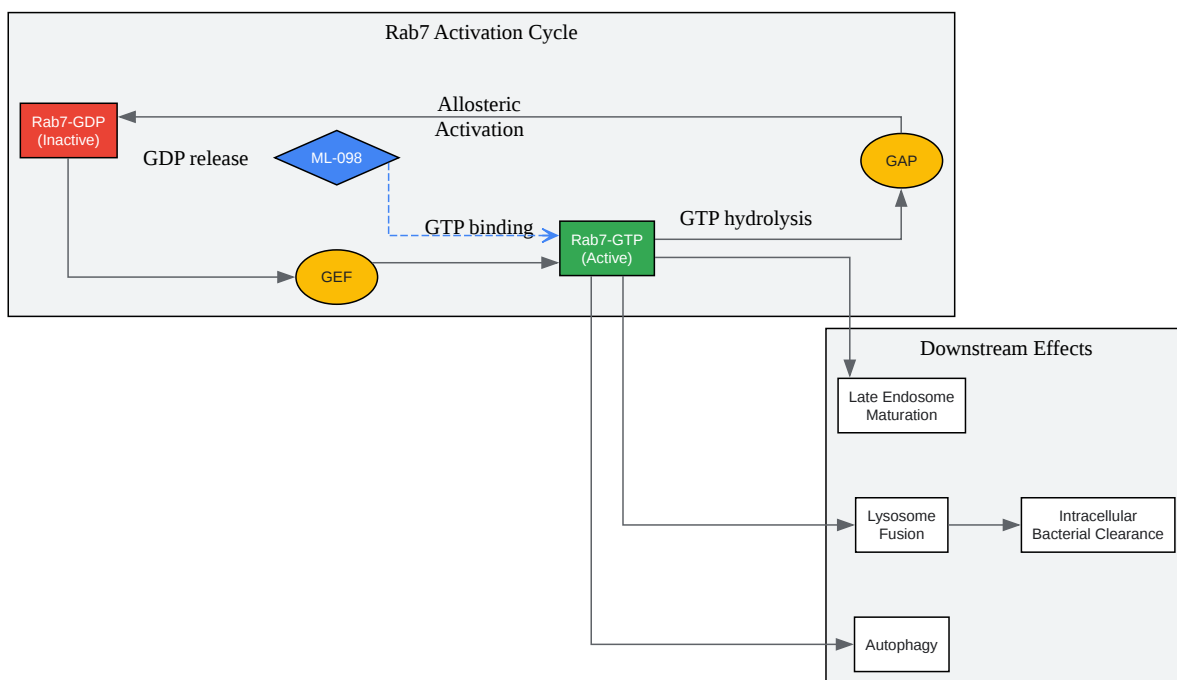 Rab7 Activation Cycle
Allosteric
Activation
Rab7-GDP
(Inactive)
GDP release
ML-098
GAP
GTP binding
GTP hydrolysis
Rab7-GTP
(Active)
GEF
Downstream Effects
Late Endosome
Maturation
Lysosome
Fusion
Intracellular
Bacterial Clearance
Autophagy